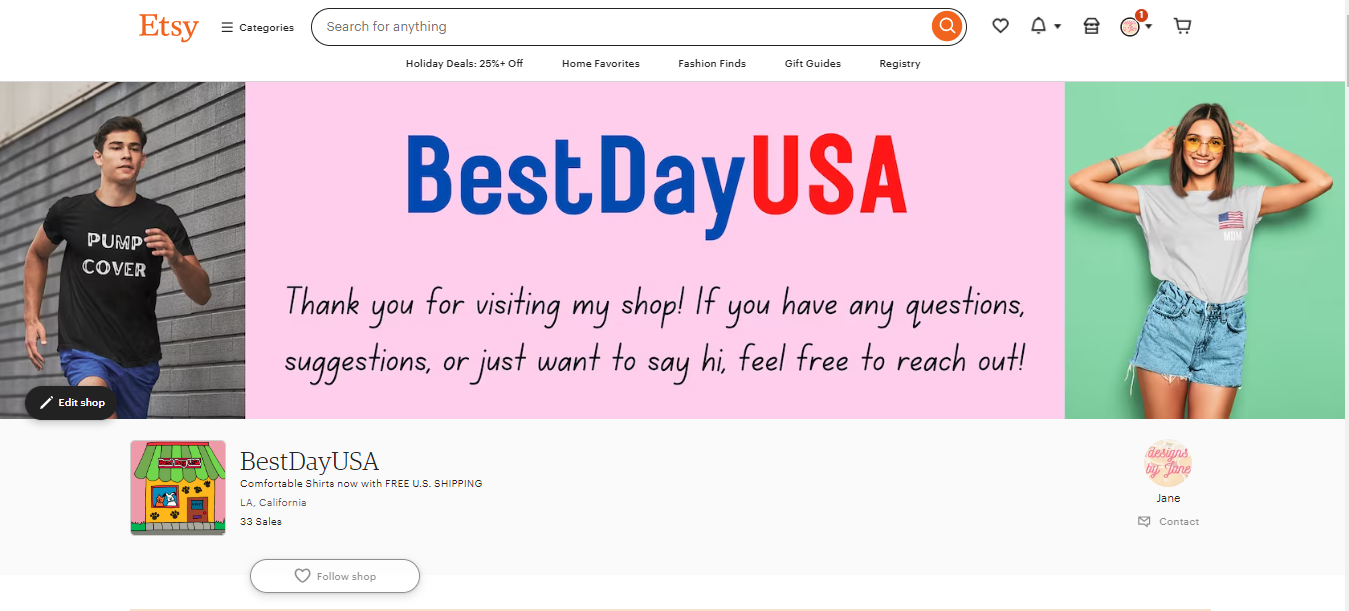 Etsy
Categories
Search for anything
1
Holiday Deals: 25%+ Off
Home Favorites
Fashion Finds
Gift Guides
Registry
BestDayUSA
PUMP
COVER
MOM
Thank you for visiting my shop! If you have any questions,
suggestions, or just want to say hi, feel free to reach out!
Edit shop
Best Day USA
BestDayUSA
Comfortable Shirts now with FREE U.S. SHIPPING
LA, California
33 Sales
designs
by Jane
Jane
Contact
Follow shop